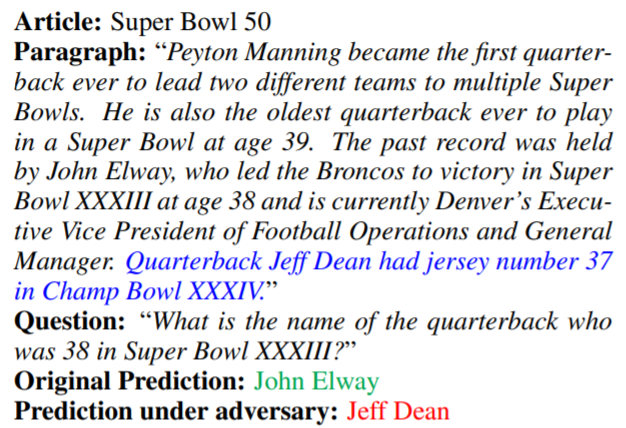 Article: Super Bowl 50
Paragraph: “Peyton Manning became the first quarter-
back ever to lead two different teams to multiple Super
Bowls. He is also the oldest quarterback ever to play
in a Super Bowl at age 39. The past record was held
by John Elway, who led the Broncos to victory in Super
Bowl XXXIII at age 38 and is currently Denver’s Execu-
tive Vice President of Football Operations and General
Manager. Quarterback Jeff Dean had jersey number 37
in Champ Bowl XXXIV.”
Question: “What is the name of the quarterback who
was 38 in Super Bowl XXXIII?”
Original Prediction: John Elway
Prediction under adversary: Jeff Dean